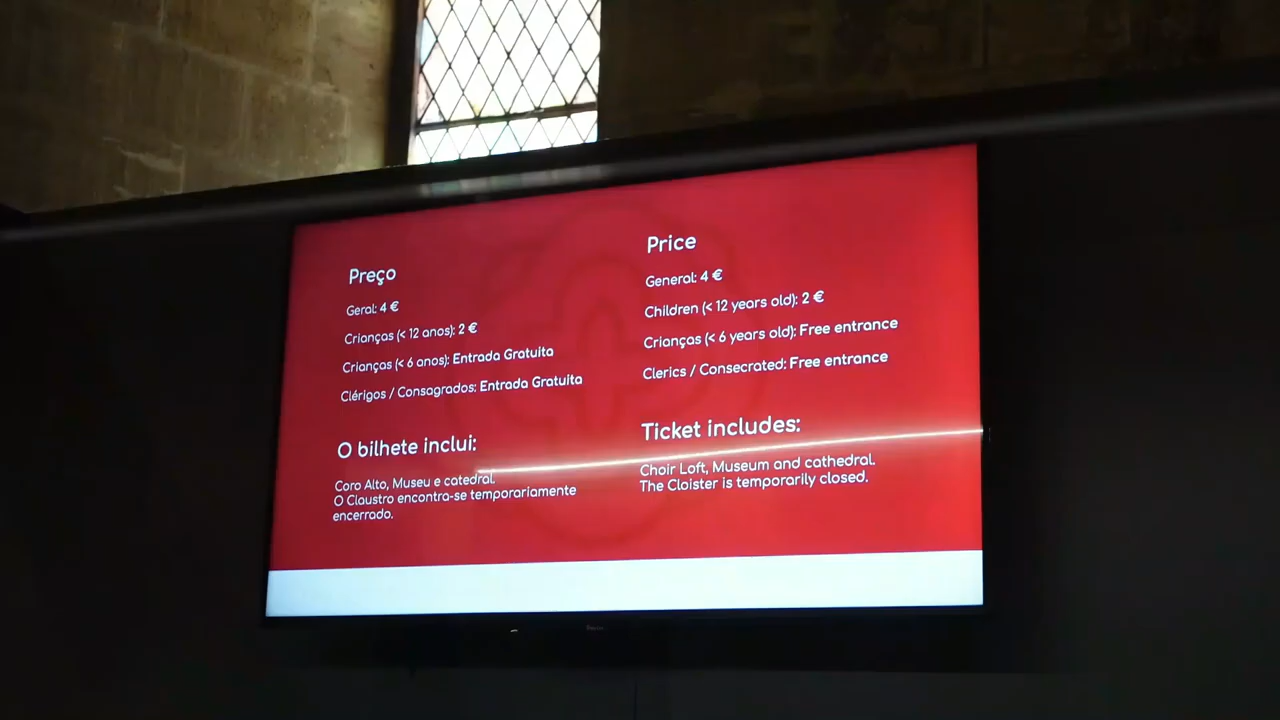 Preço
Geral: 4 €
Crianças (< 12 anos): 2 €
Crianças (< 6 anos): Entrada Gratuita
Clérigos / Consagrados: Entrada Gratuita
O bilhete inclui:
Coro Alto, Museu e catedral.
O Claustro encontra-se temporariamente
encerrado.
Price
General: 4 €
Children (< 12 years old): 2 €
Crianças (< 6 years old): Free entrance
Clerics / Consecrated: Free entrance
Ticket includes:
Choir Loft, Museum and cathedral.
The Cloister is temporarily closed.